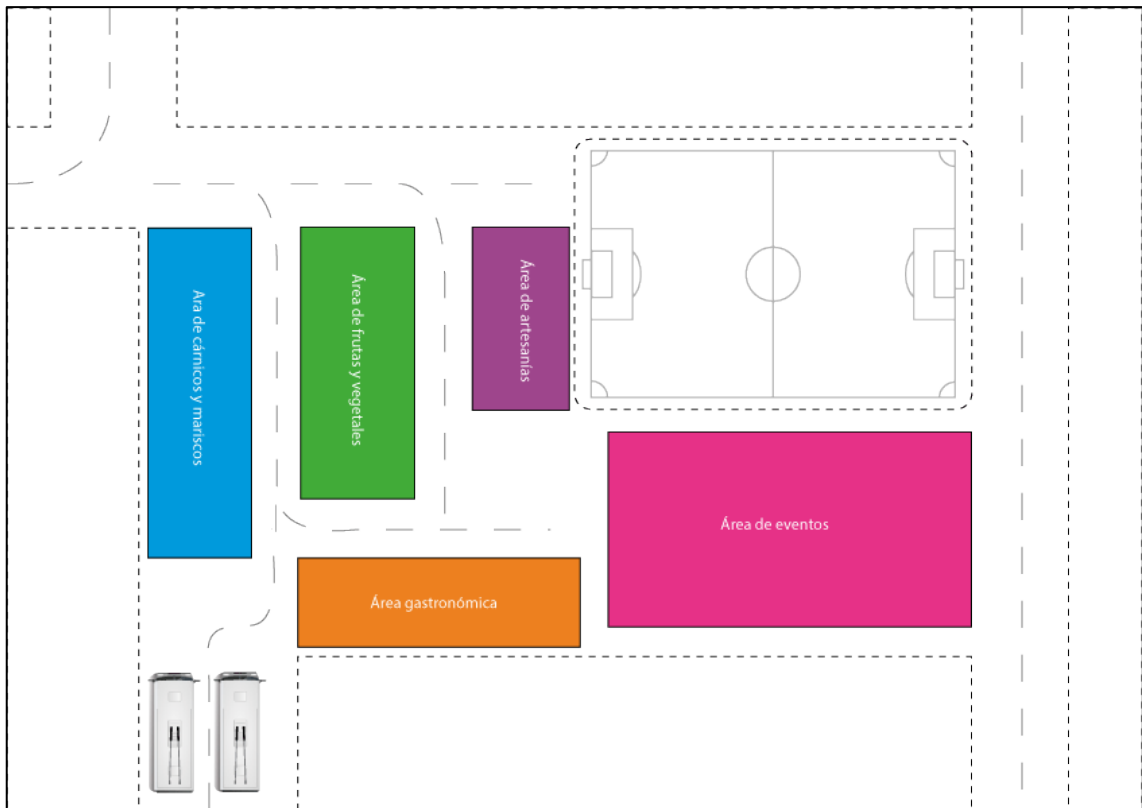 Ara de cárnicos y mariscos
Área de frutas y vegetales
Área de artesanías
Área de eventos
Área gastronómica